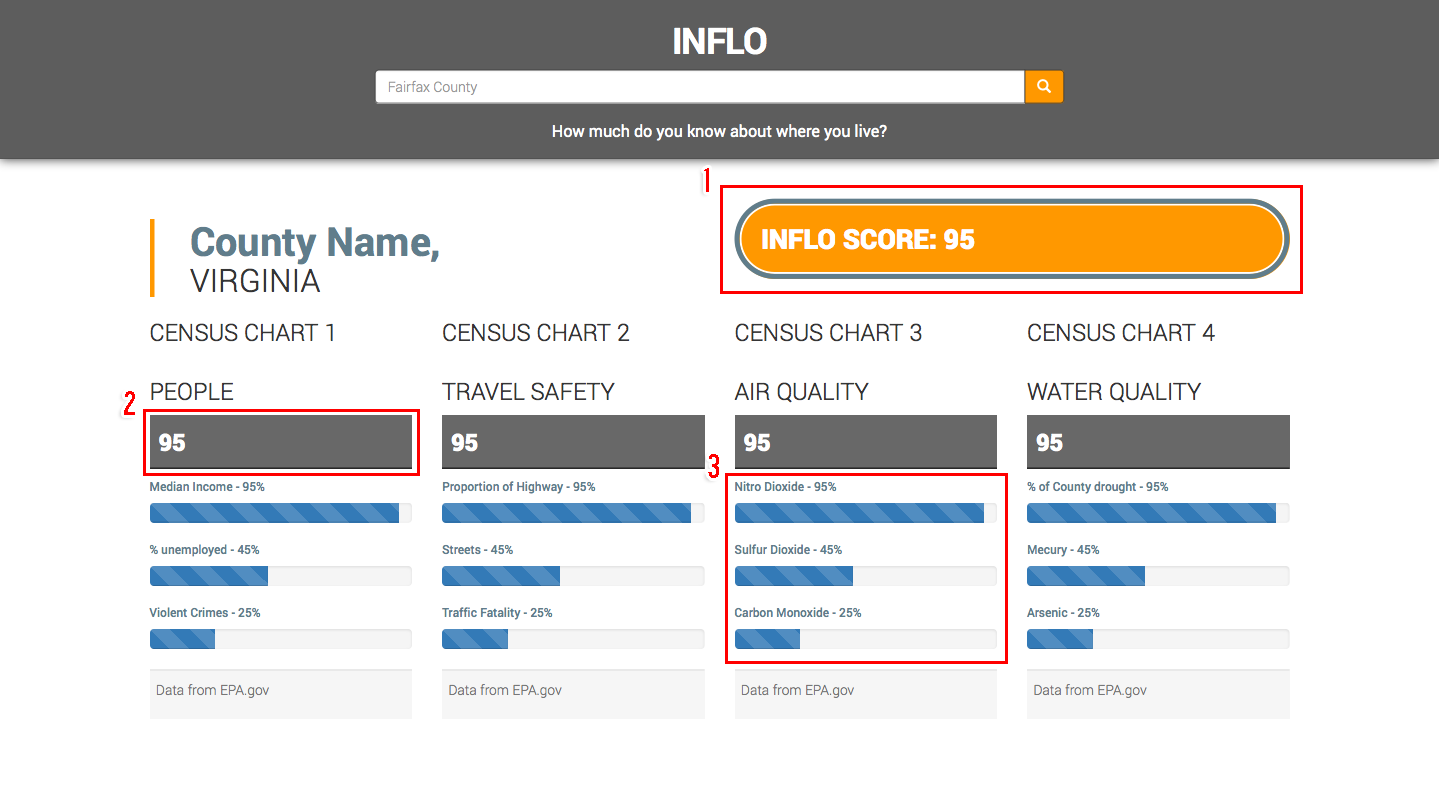 INFLO
Fairfax County
How much do you know about where you live?
1
County Name,
VIRGINIA
INFLO SCORE: 95
CENSUS CHART 1
CENSUS CHART 2
CENSUS CHART 3
CENSUS CHART 4
2
PEOPLE
95
Median Income - 95%
% unemployed - 45%
Violent Crimes - 25%
Data from EPA.gov
TRAVEL SAFETY
95
Proportion of Highway - 95%
Streets - 45%
Traffic Fatality - 25%
Data from EPA.gov
AIR QUALITY
95
3
Nitro Dioxide - 95%
Sulfur Dioxide - 45%
Carbon Monoxide - 25%
Data from EPA.gov
WATER QUALITY
95
% of County drought - 95%
Mecury - 45%
Arsenic - 25%
Data from EPA.gov